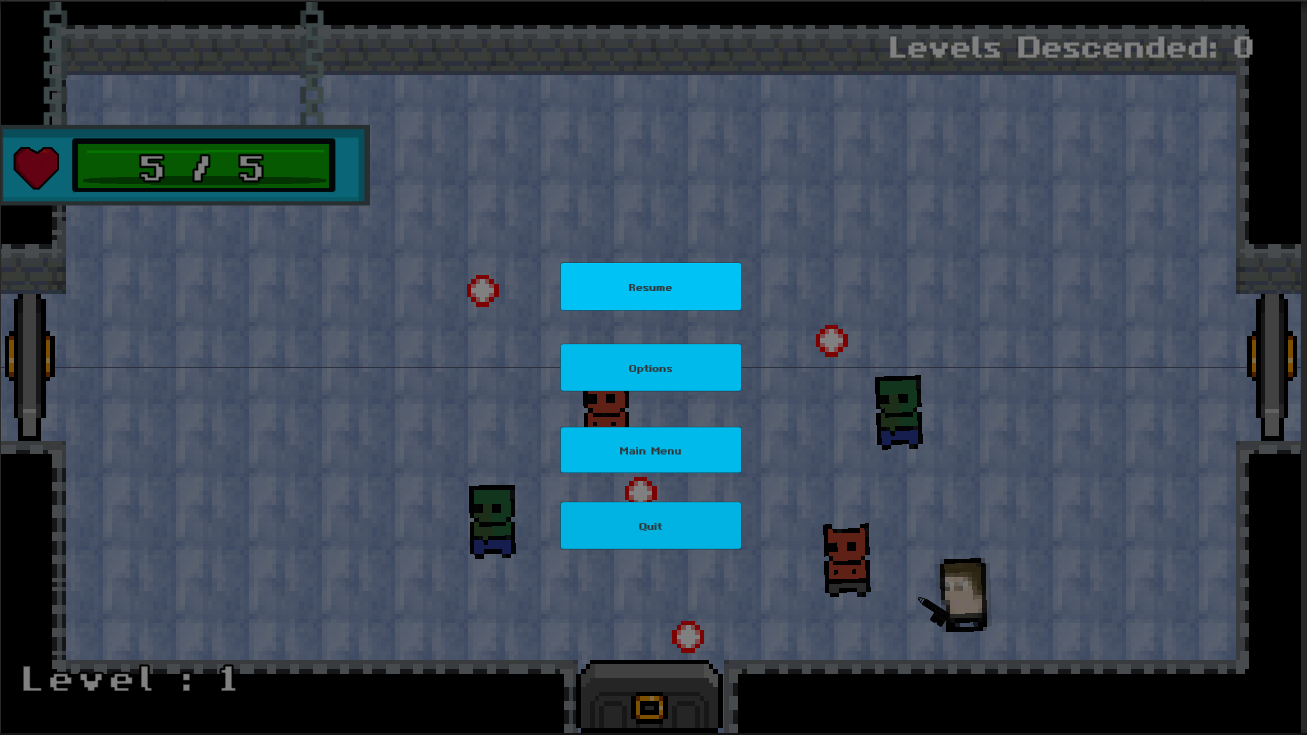 Levels Descended: 0
5 / 5
Resume
Options
Main Menu
Quit
Level : 1